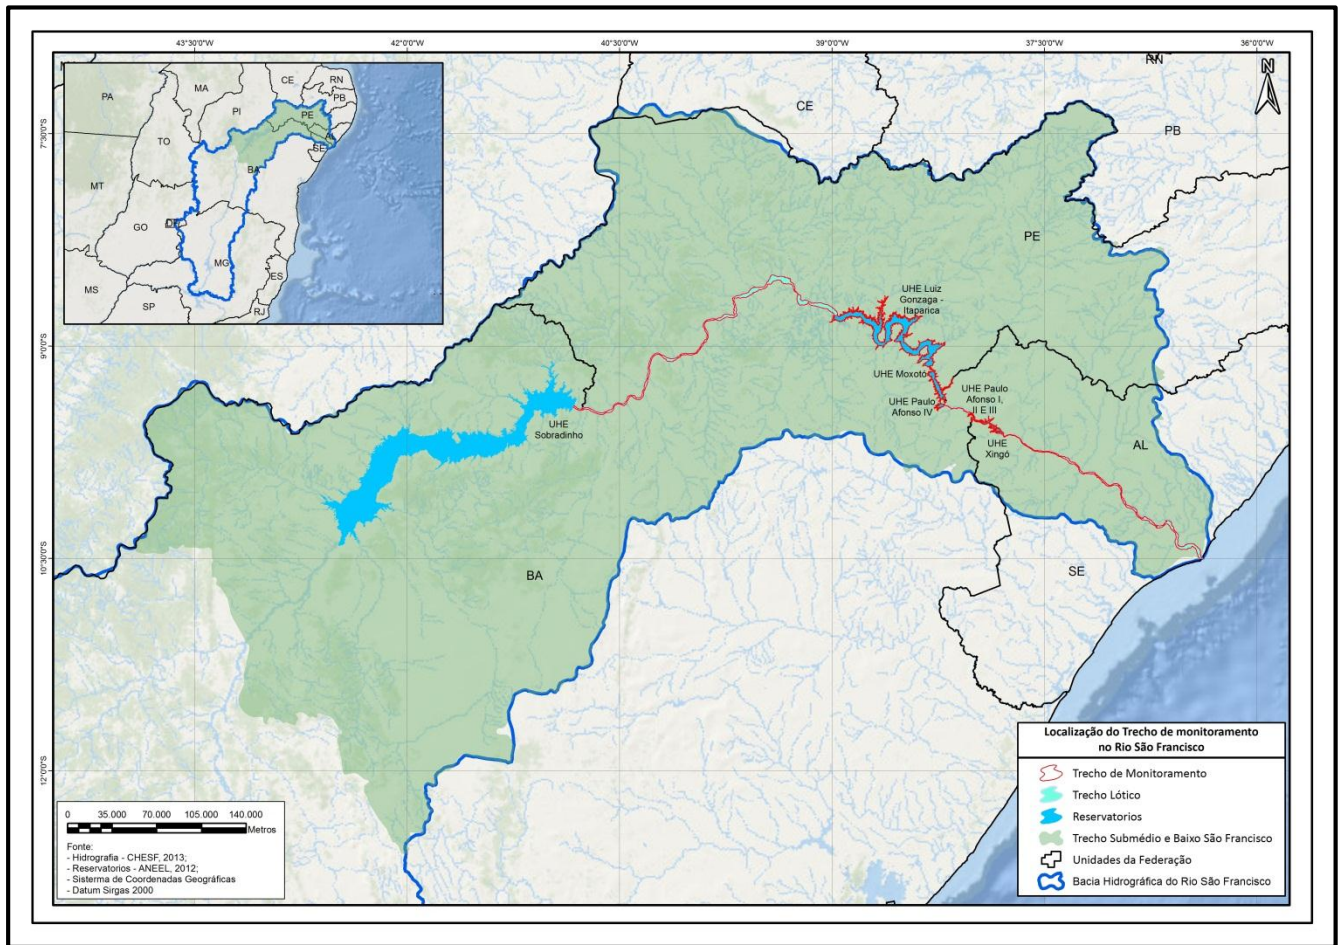 43°30'0"W
42°0'0"W
40°30'0"W
39°0'0"W
37°30'0"W
36°0'0"W
7°30'0"S
9°0'0"S
10°30'0"S
12°0'0"S
N
PA
MA
CE
RN
PB
PI
PE
AL
SE
TO
BA
MT
GO
DF
MG
MS
ES
SP
RJ
CE
RN
PB
PE
AL
SE
BA
UHE Luiz
Gonzaga -
Itaparica
UHE Moxotó
UHE Paulo
Afonso IV
UHE Paulo
Afonso I,
II E III
UHE
Xingó
UHE
Sobradinho
0 35.000 70.000 105.000 140.000
Metros
Fonte:
- Hidrografia - CHESF, 2013;
- Reservatorios - ANEEL, 2012;
- Sisterma de Coordenadas Geográficas
- Datum Sirgas 2000
Localização do Trecho de monitoramento
no Rio São Francisco
Trecho de Monitoramento
Trecho Lótico
Reservatorios
Trecho Submédio e Baixo São Francisco
Unidades da Federação
Bacia Hidrográfica do Rio São Francisco